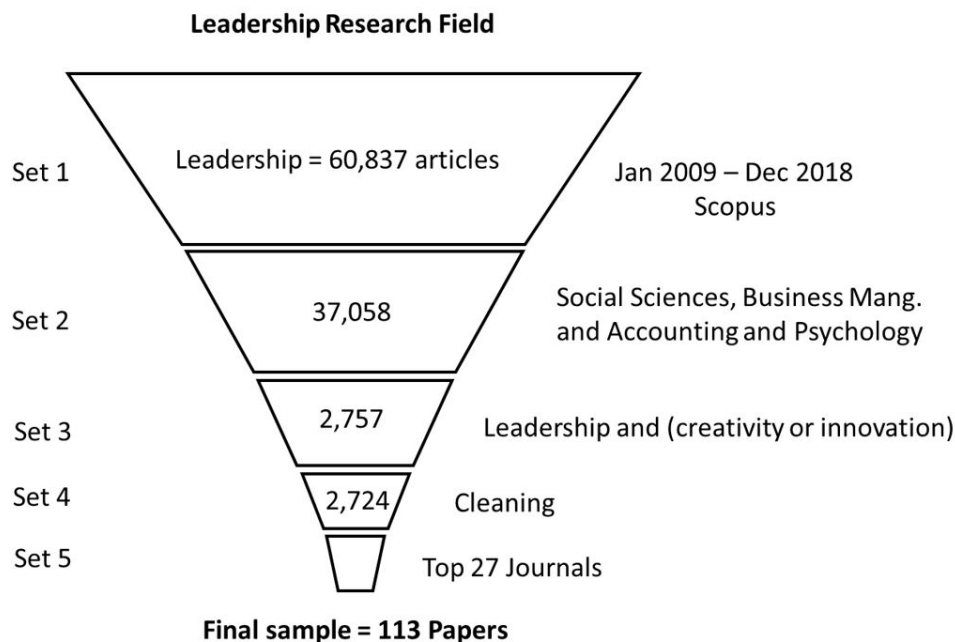 Leadership Research Field
Set 1
Leadership = 60,837 articles
Jan 2009 – Dec 2018
Scopus
Set 2
37,058
Social Sciences, Business Mang.
and Accounting and Psychology
Set 3
2,757
Leadership and (creativity or innovation)
Set 4
2,724
Cleaning
Set 5
Top 27 Journals
Final sample = 113 Papers